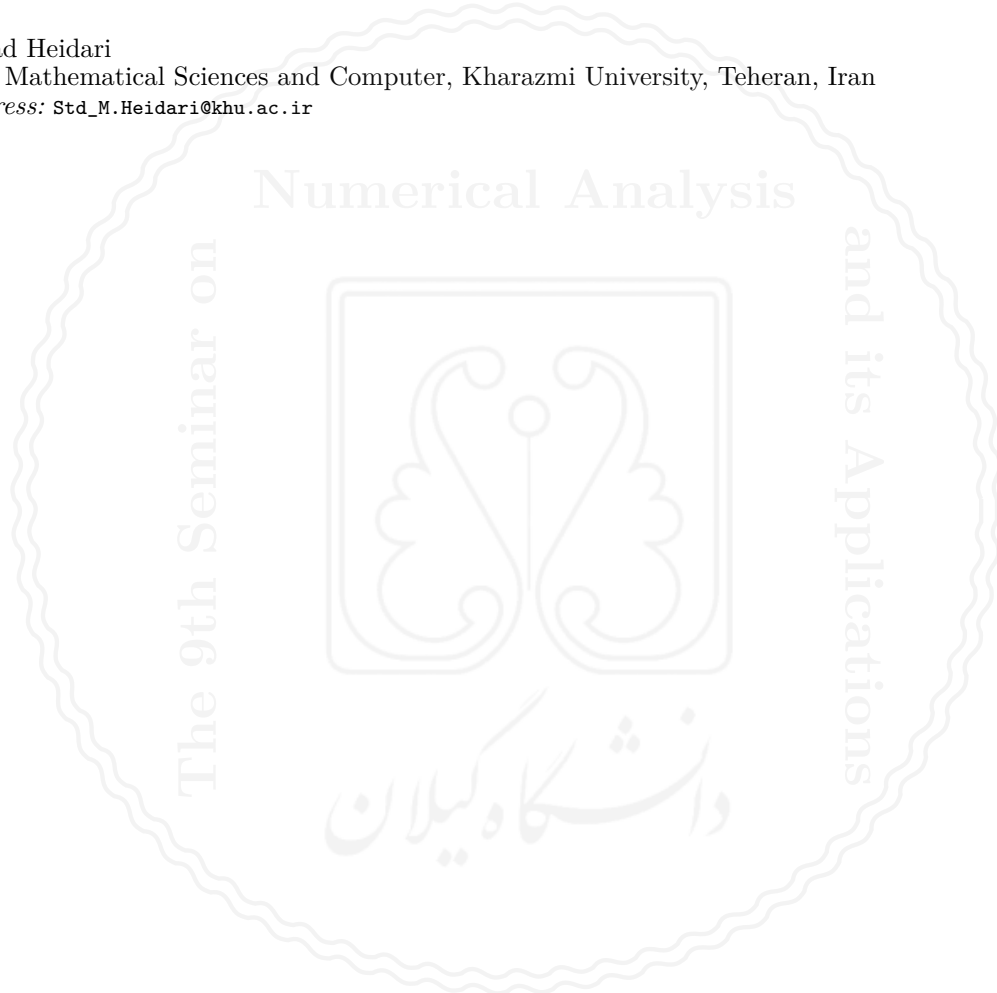 ad Heidari
Mathematical Sciences and Computer, Kharazmi University, Teheran, Iran
ress: Std_M.Heidari@khu.ac.ir
Numerical Analysis
The 9th Seminar on
and its Applications
دانشگاه گیلان